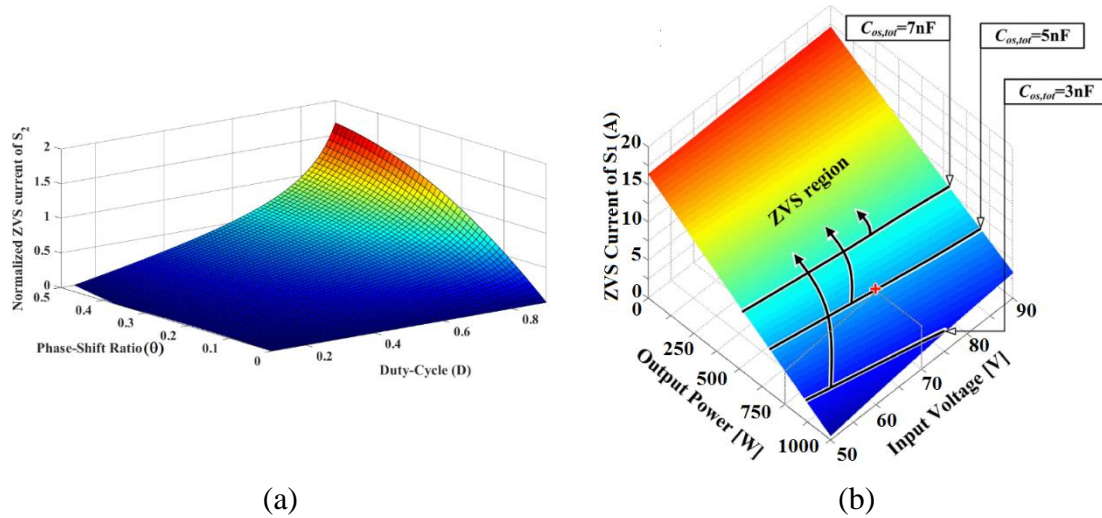 Normalized ZVS current of S2
2
1.5
1
0.5
0
0.5
0.4
0.3
0.2
0.1
0
Phase-Shift Ratio(θ)
0.2
0.4
0.6
0.8
Duty-Cycle (D)
(a)
Cos,tot=7nF
Cos,tot=5nF
Cos,tot=3nF
ZVS Current of S1 (A)
20
15
10
5
0
ZVS region
0
250
500
750
1000
Output Power [W]
50
60
70
80
90
Input Voltage [V]
(b)